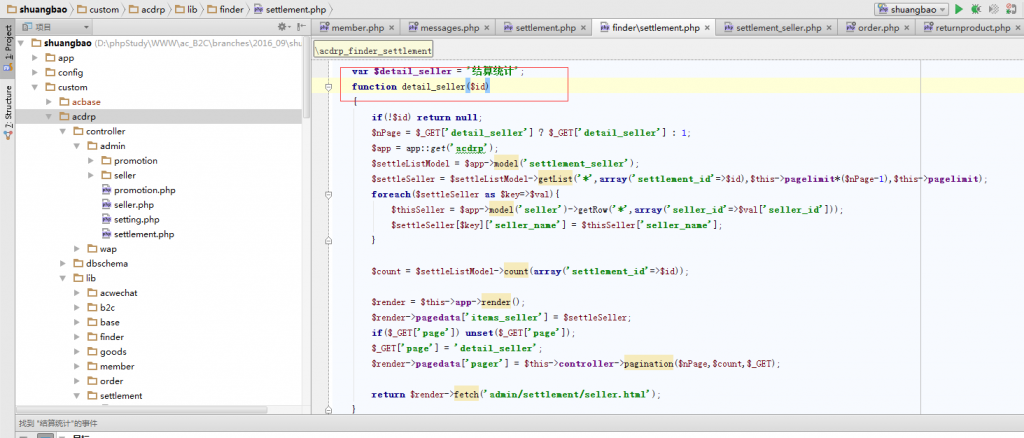 shuangbao custom acdrp lib finder settlement.php shuangbao
member.php messages.php settlement.php finder\settlement.php settlement_seller.php order.php returnproduct.php
1: Project
7: Structure
项目
shuangbao (D:\phpStudy\WWW\ac_B2C\branches\2016_09\shu
app
config
custom
acbase
acdrp
controller
admin
promotion
seller
promotion.php
seller.php
setting.php
settlement.php
wap
dbschema
lib
acwechat
b2c
base
finder
goods
member
order
settlement
\acdrp_finder_settlement
var $detail_seller = "结算统计";
function detail_seller($id)
{
if(!$id) return null;
$nPage = $_GET['detail_seller'] ? $_GET['detail_seller'] : 1;
$app = app::get('acdrp');
$settleListModel = $app->model('settlement_seller');
$settleSeller = $settleListModel->getList('*',array('settlement_id'=>$id),$this->pagelimit*($nPage-1),$this->pagelimit);
foreach($settleSeller as $key=>$val){
$thisSeller = $app->model('seller')->getRow('*',array('seller_id'=>$val['seller_id']));
$settleSeller[$key]['seller_name'] = $thisSeller['seller_name'];
}
$count = $settleListModel->count(array('settlement_id'=>$id));
$render = $this->app->render();
$render->pagedata['items_seller'] = $settleSeller;
if($_GET['page']) unset($_GET['page']);
$_GET['page'] = 'detail_seller';
$render->pagedata['pager'] = $this->controller->pagination($nPage,$count,$_GET);
return $render->fetch('admin/settlement/seller.html');
}
找到 "结算统计"的事件